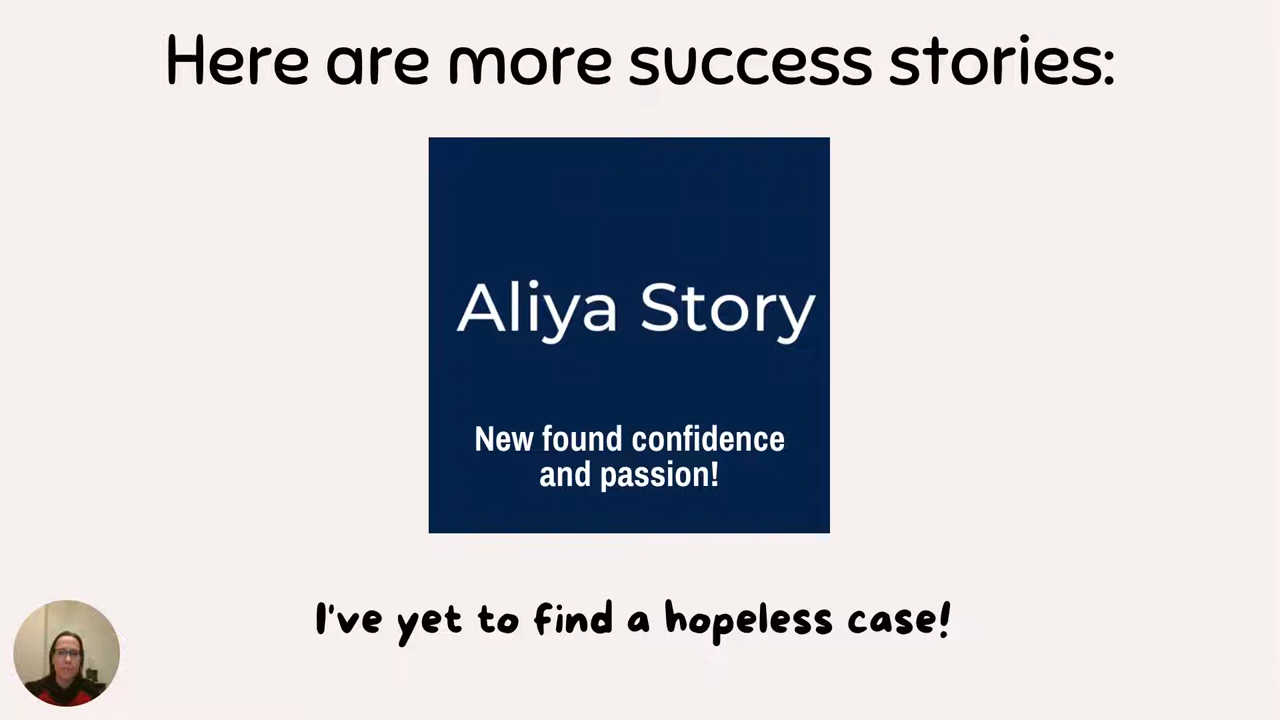 Here are more success stories:
Aliya Story
New found confidence
and passion!
I've yet to find a hopeless case!